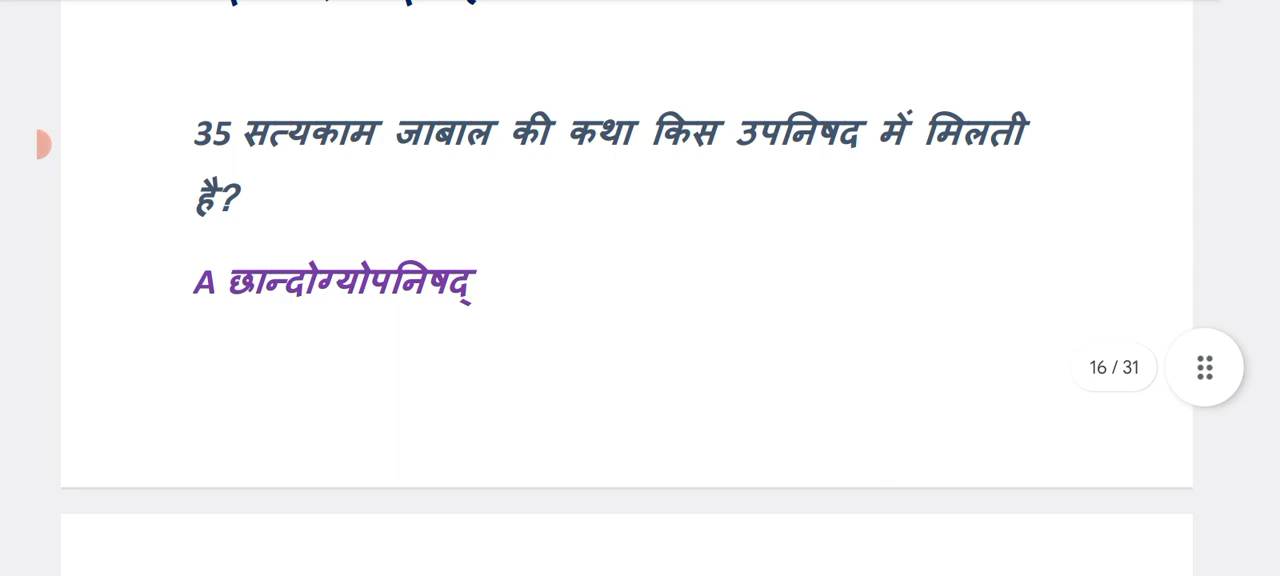 35 सत्यकाम जाबाल की कथा किस उपनिषद में मिलती
है?
A छान्दोग्योपनिषद्
16 / 31